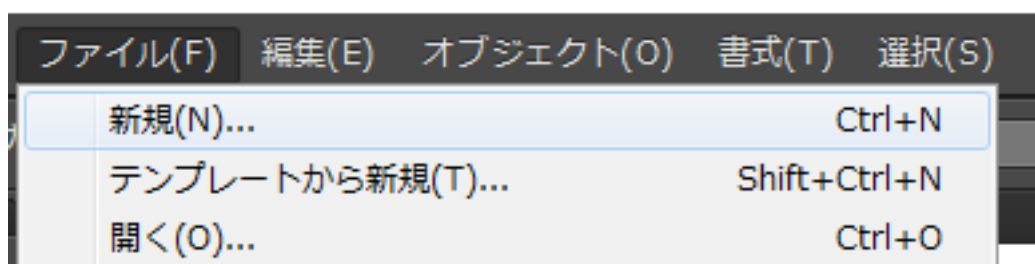 ファイル(F) 編集(E) オブジェクト(O) 書式(T) 選択(S)
新規(N)... Ctrl+N
テンプレートから新規(T)... Shift+Ctrl+N
開く(O)... Ctrl+O